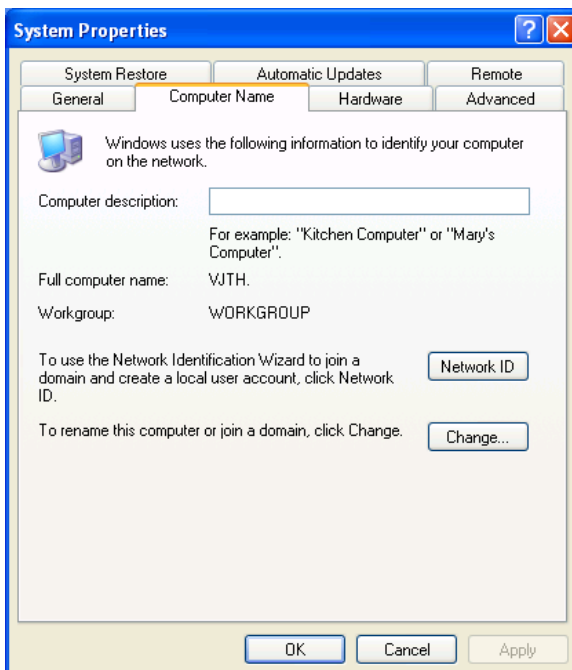 System Properties
System Restore
Automatic Updates
Remote
General
Computer Name
Hardware
Advanced
Windows uses the following information to identify your computer
on the network.
Computer description:
For example: "Kitchen Computer" or "Mary's
Computer".
Full computer name: VJTH.
Workgroup: WORKGROUP
To use the Network Identification Wizard to join a
domain and create a local user account, click Network
ID.
Network ID
To rename this computer or join a domain, click Change.
Change...
OK
Cancel
Apply